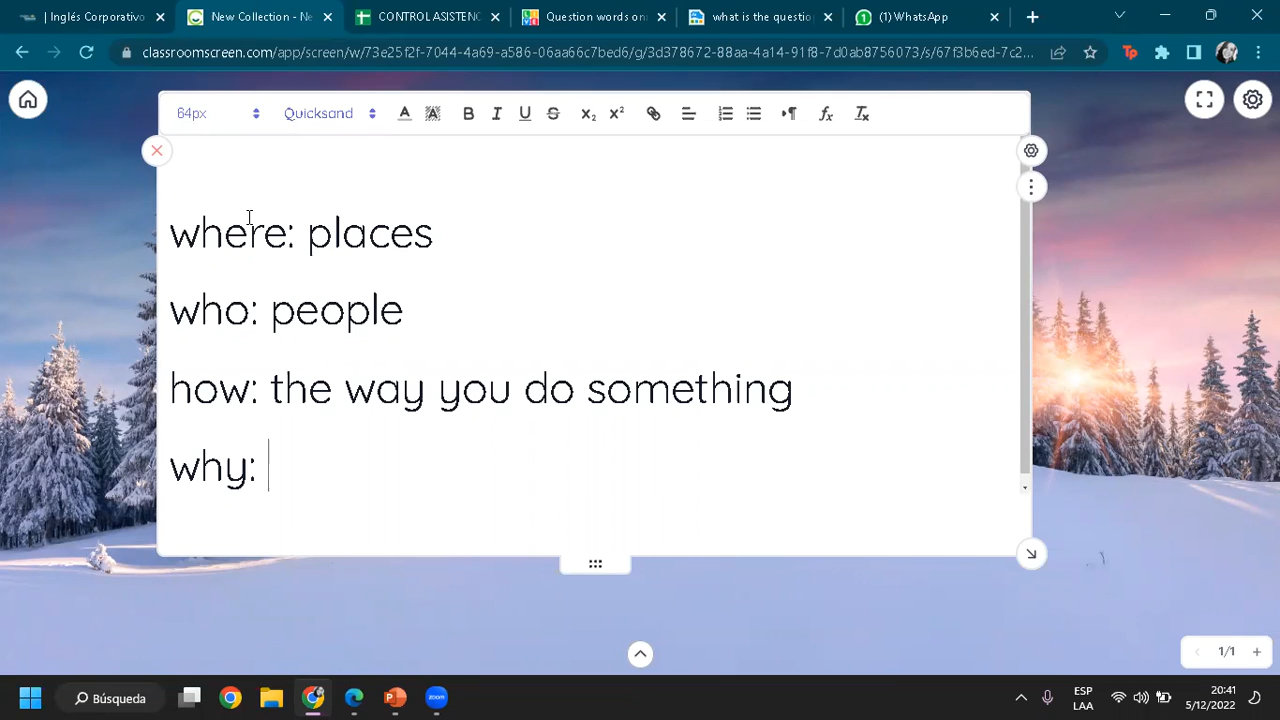 | Inglés Corporativo
New Collection - Ne
CONTROL ASISTENC
Question words on
what is the questio
(1) WhatsApp
classroomscreen.com/app/screen/w/73e25f2f-7044-4a69-a586-06aa66c7bed6/g/3d378672-88aa-4a14-91f8-7d0ab8756073/s/67f3b6ed-7c2...
64px Quicksand
where: places
who: people
how: the way you do something
why:
1/1
Búsqueda
ESP
LAA
20:41
5/12/2022